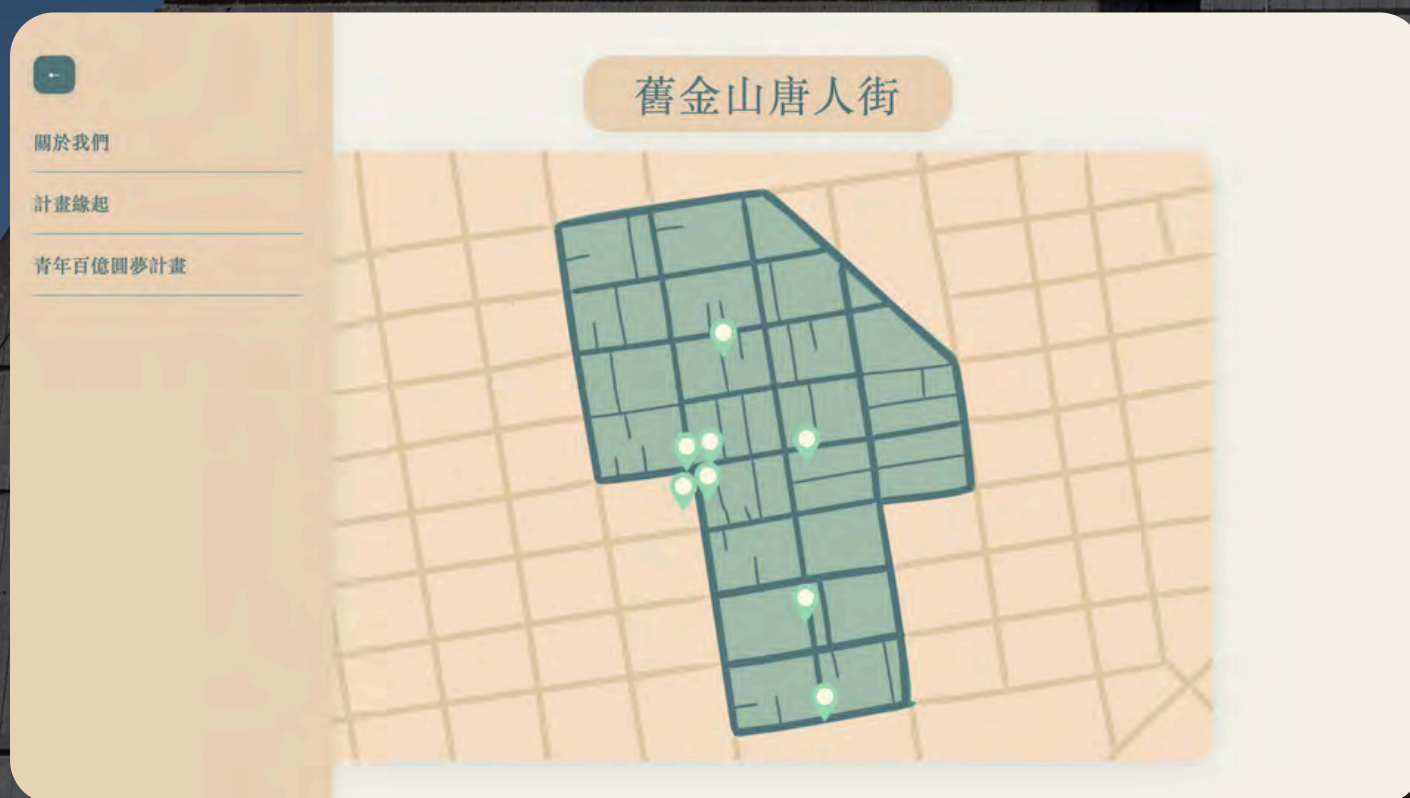 ←
關於我們
計畫緣起
青年百億圓夢計畫
舊金山唐人街